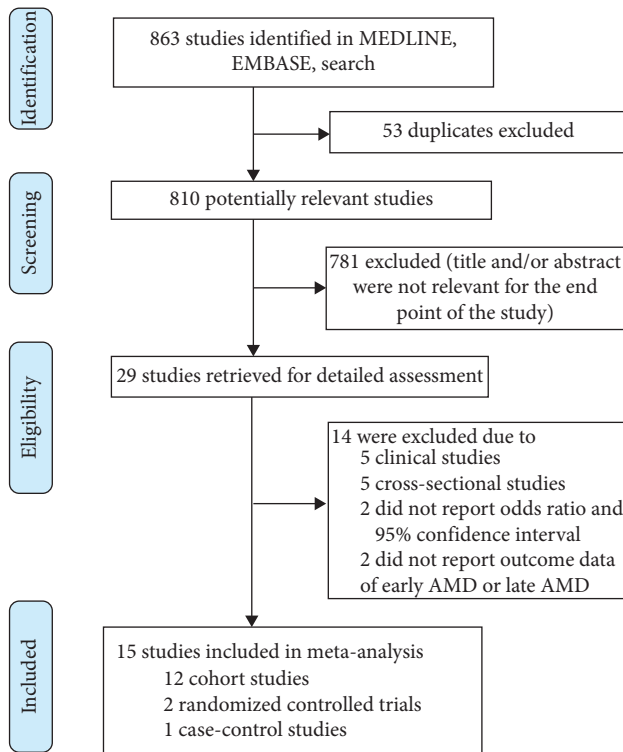 Identification
863 studies identified in MEDLINE,
EMBASE, search
53 duplicates excluded
Screening
810 potentially relevant studies
781 excluded (title and/or abstract
were not relevant for the end
point of the study)
Eligibility
29 studies retrieved for detailed assessment
14 were excluded due to
5 clinical studies
5 cross-sectional studies
2 did not report odds ratio and
95% confidence interval
2 did not report outcome data
of early AMD or late AMD
Included
15 studies included in meta-analysis
12 cohort studies
2 randomized controlled trials
1 case-control studies